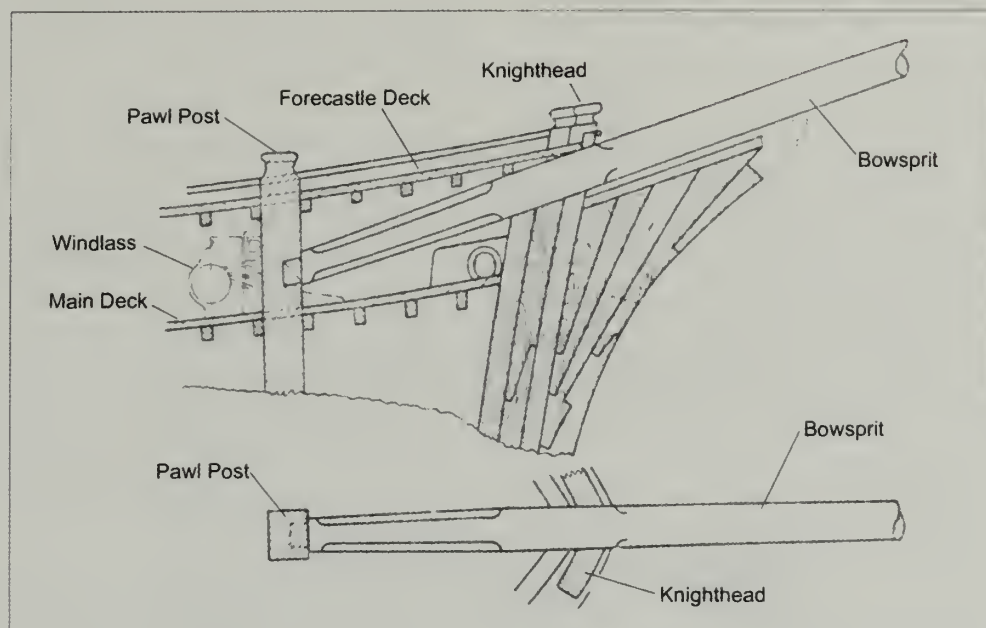 Knighthead
Forecastle Deck
Pawl Post
Bowsprit
Windlass
Main Deck
Bowsprit
Pawl Post
Knighthead